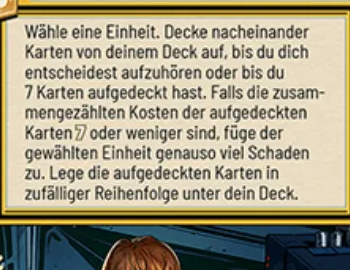 Wähle eine Einheit. Decke nacheinander
Karten von deinem Deck auf, bis du dich
entscheidest aufzuhören oder bis du
7 Karten aufgedeckt hast. Falls die zusam-
mengezählten Kosten der aufgedeckten
Karten 7 oder weniger sind, füge der
gewählten Einheit genauso viel Schaden
zu. Lege die aufgedeckten Karten in
zufälliger Reihenfolge unter dein Deck.